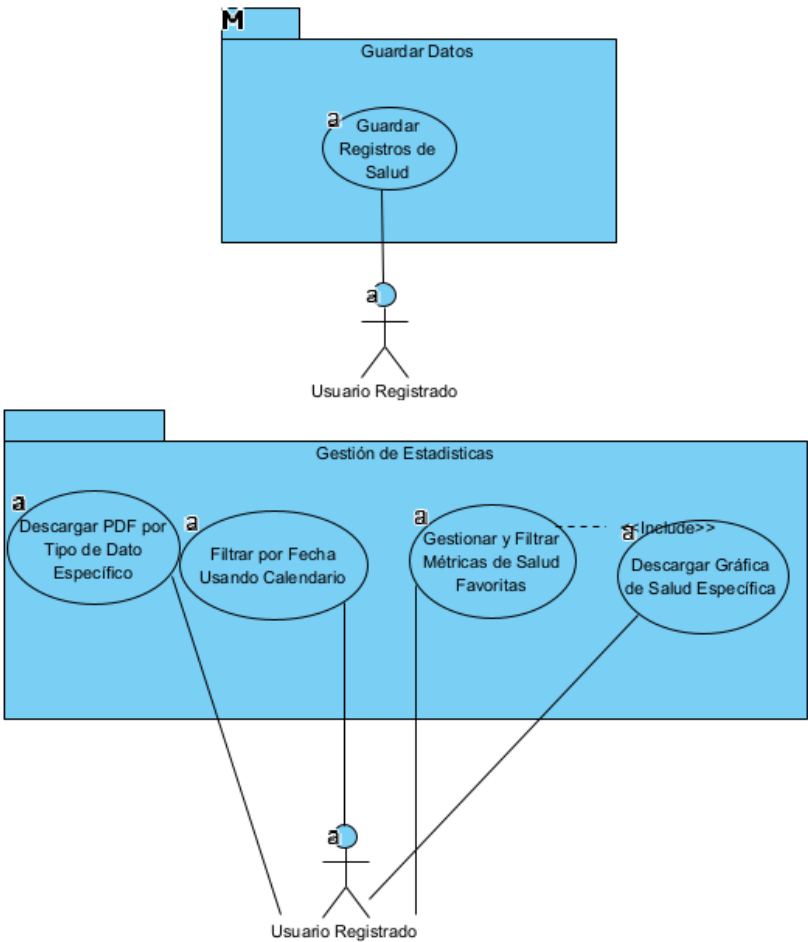 M
Guardar Datos
a
Guardar
Registros de
Salud
a
Usuario Registrado
Gestión de Estadisticas
a
Descargar PDF por
Tipo de Dato
Específico
a
Filtrar por Fecha
Usando Calendario
a
Gestionar y Filtrar
Métricas de Salud
Favoritas
<<Include>>
a
Descargar Gráfica
de Salud Específica
a
Usuario Registrado